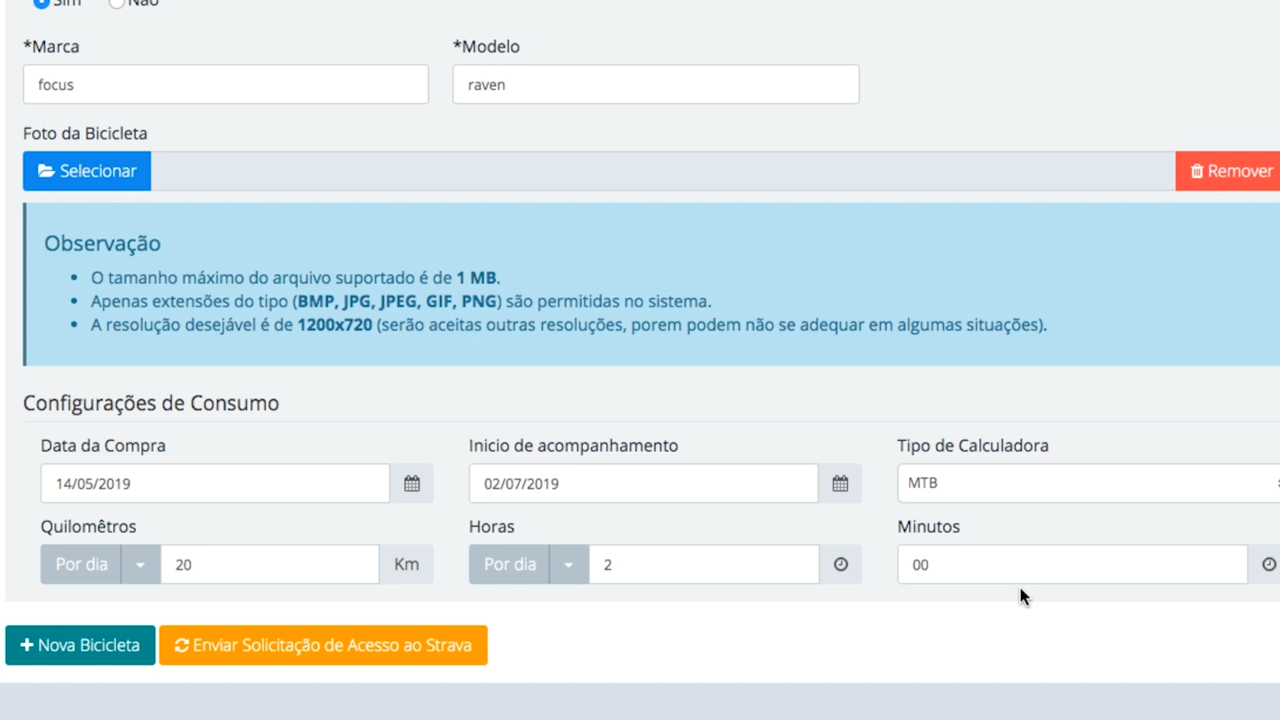 Sim Não
*Marca *Modelo
focus raven
Foto da Bicicleta
Selecionar Remover
Observação
• O tamanho máximo do arquivo suportado é de 1 MB.
• Apenas extensões do tipo (BMP, JPG, JPEG, GIF, PNG) são permitidas no sistema.
• A resolução desejável é de 1200x720 (serão aceitas outras resoluções, porem podem não se adequar em algumas situações).
Configurações de Consumo
Data da Compra Inicio de acompanhamento Tipo de Calculadora
14/05/2019 02/07/2019 MTB
Quilomêtros Horas Minutos
Por dia 20 Km Por dia 2 00
+ Nova Bicicleta Enviar Solicitação de Acesso ao Strava